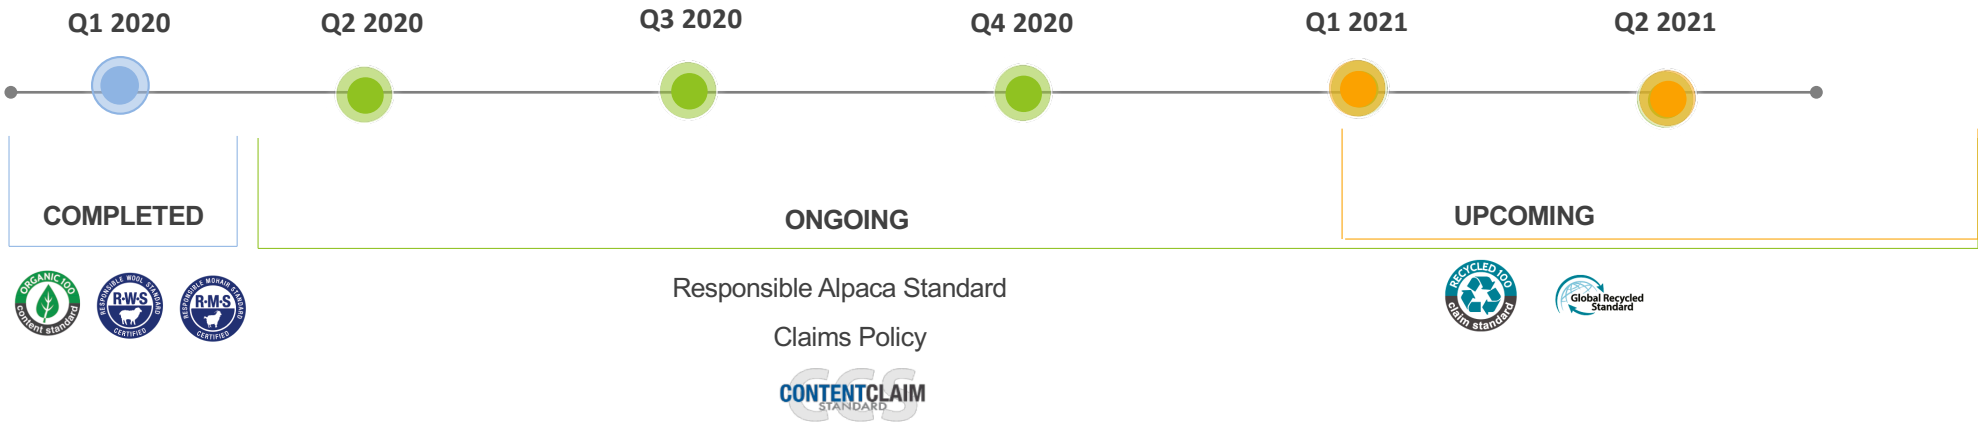 Q1 2020
Q2 2020
Q3 2020
Q4 2020
Q1 2021
Q2 2021
COMPLETED
ONGOING
UPCOMING
ORGANIC 100
content standard
RESPONSIBLE WOOL STANDARD
R·W·S
CERTIFIED
RESPONSIBLE MOHAIR STANDARD
R·M·S
CERTIFIED
Responsible Alpaca Standard
Claims Policy
CCS
CONTENTCLAIM
STANDARD
RECYCLED 100
claim standard
Global Recycled
Standard